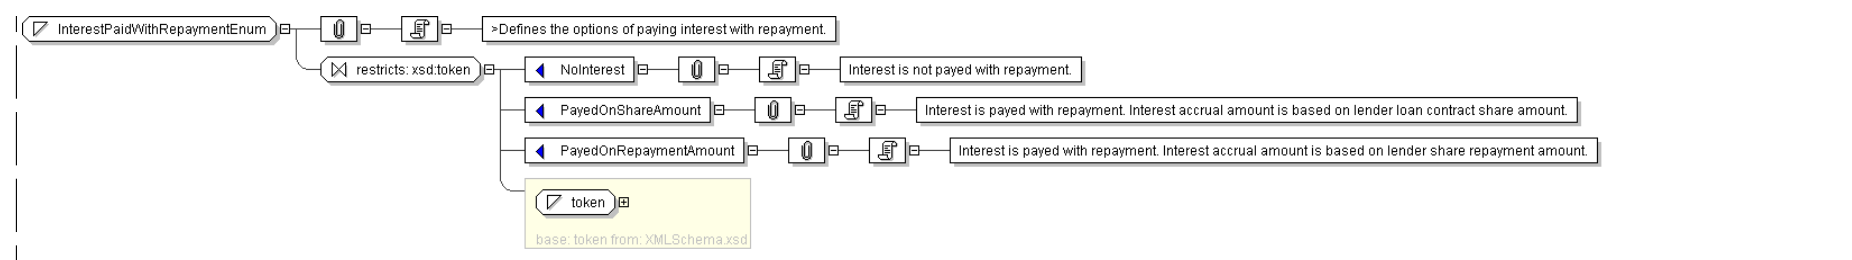 InterestPaidWithRepaymentEnum
>Defines the options of paying interest with repayment.
restricts: xsd:token
NoInterest
Interest is not payed with repayment.
PayedOnShareAmount
Interest is payed with repayment. Interest accrual amount is based on lender loan contract share amount.
PayedOnRepaymentAmount
Interest is payed with repayment. Interest accrual amount is based on lender share repayment amount.
token
base: token from: XMLSchema.xsd